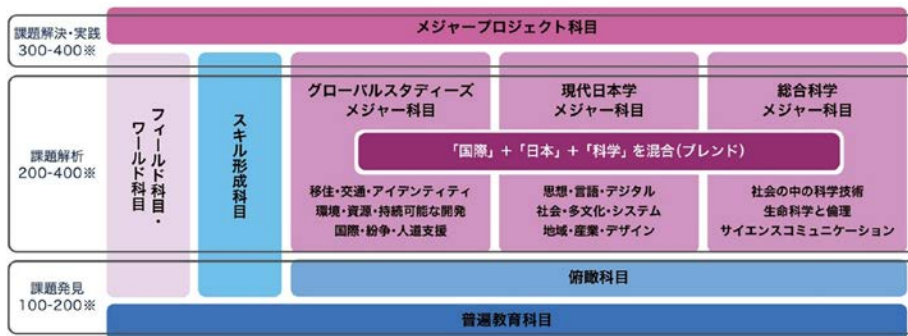 課題解決・実践
300-400※
メジャープロジェクト科目
課題解析
200-400※
フィールド科目・
ワールド科目
スキル形成科目
グローバルスタディーズ
メジャー科目
現代日本学
メジャー科目
総合科学
メジャー科目
「国際」+「日本」+「科学」を混合(ブレンド)
移住・交通・アイデンティティ
環境・資源・持続可能な開発
国際・紛争・人道支援
思想・言語・デジタル
社会・多文化・システム
地域・産業・デザイン
社会の中の科学技術
生命科学と倫理
サイエンスコミュニケーション
課題発見
100-200※
俯瞰科目
普遍教育科目